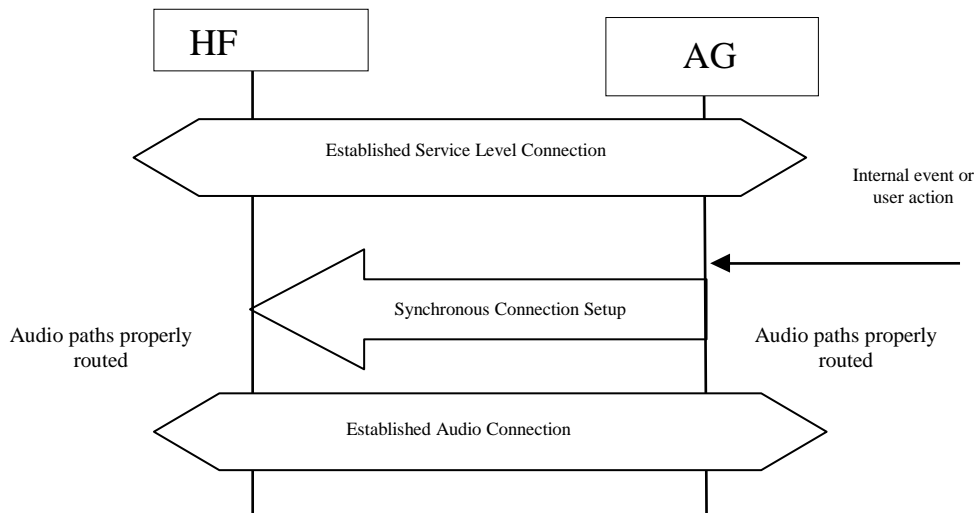 HF
AG
Established Service Level Connection
Internal event or
user action
Synchronous Connection Setup
Audio paths properly
routed
Audio paths properly
routed
Established Audio Connection